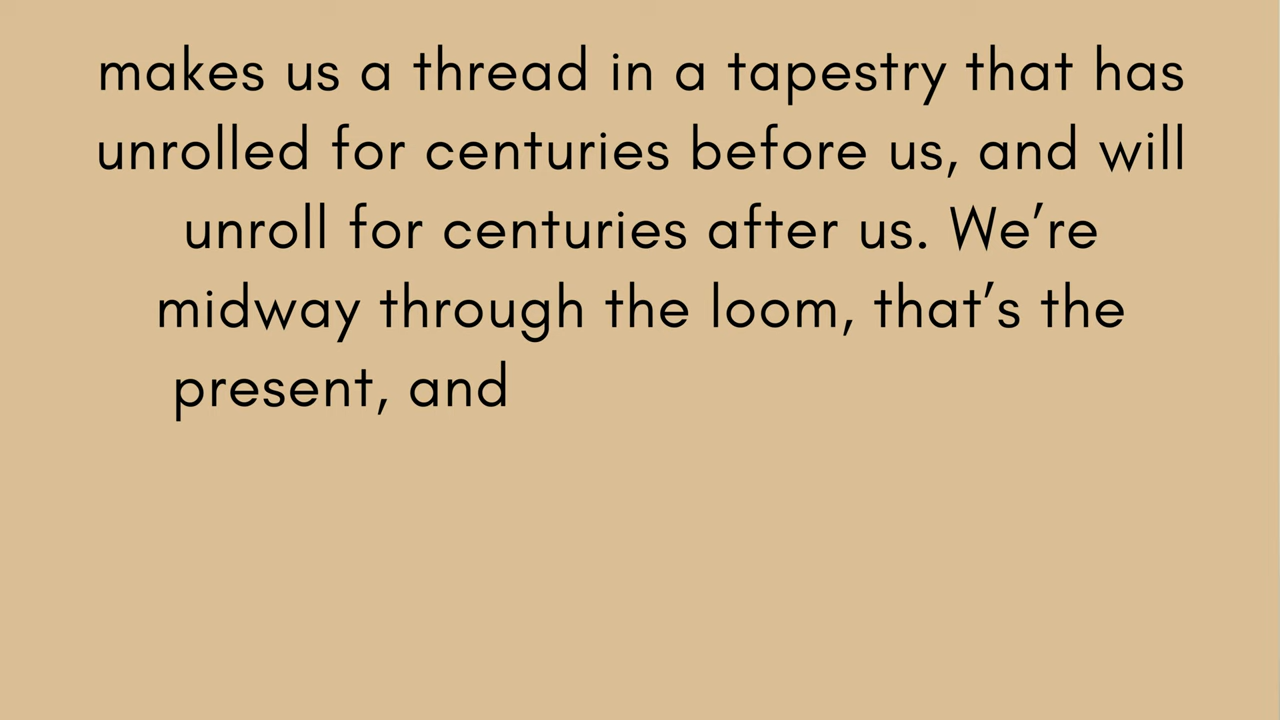 makes us a thread in a tapestry that has
unrolled for centuries before us, and will
unroll for centuries after us. We’re
midway through the loom, that’s the
present, and